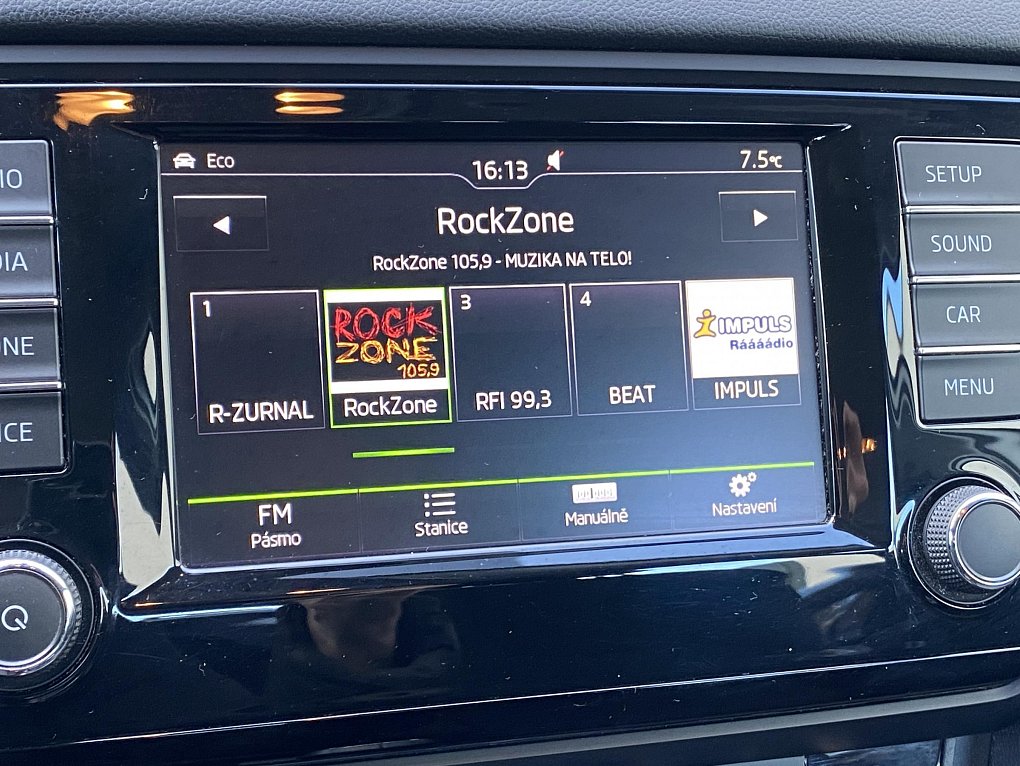 Eco
16:13
7.5°C
RockZone
RockZone 105,9 - MUZIKA NA TELO!
1
R-ZURNAL
ROCK
ZONE
105,9
RockZone
3
RFI 99,3
4
BEAT
IMPULS
Ráááádio
IMPULS
FM
Pásmo
Stanice
Manuálně
Nastavení
SETUP
SOUND
CAR
MENU